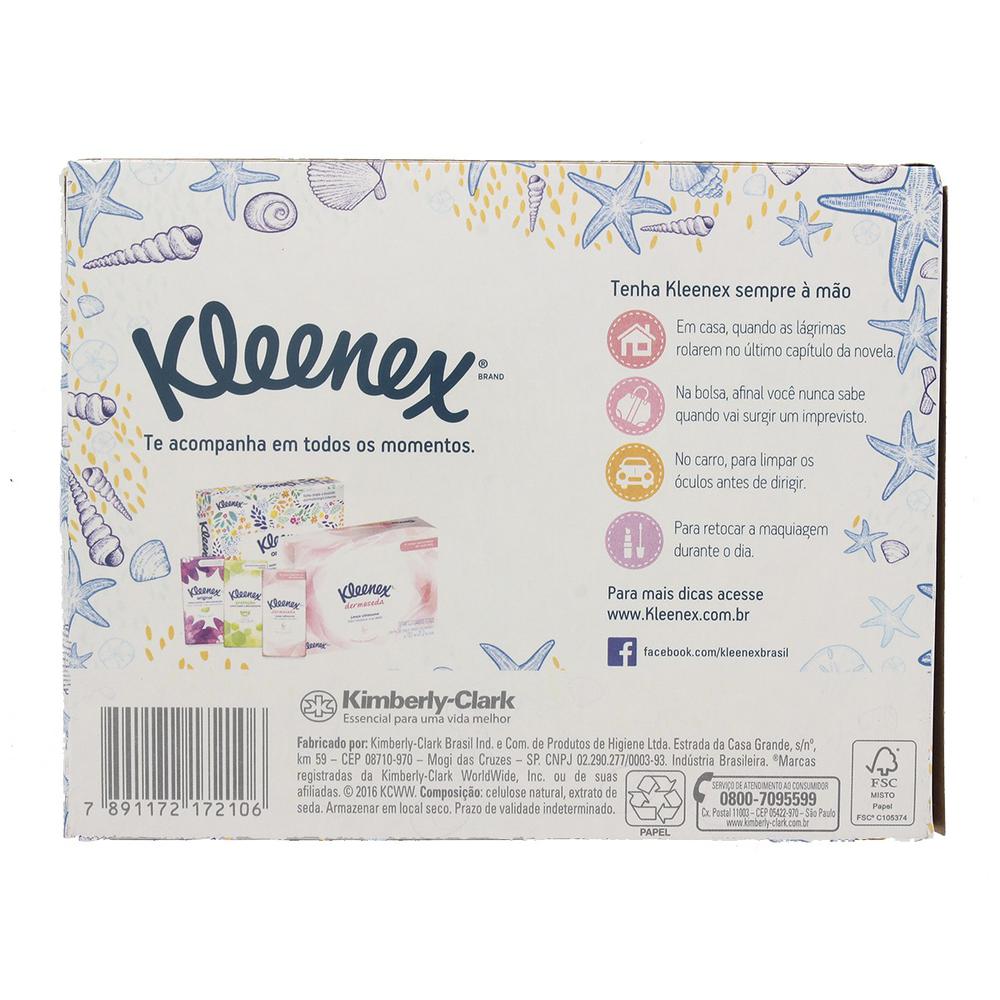 Kleenex®
BRAND
Te acompanha em todos os momentos.
Kleenex
Kleenex
original
Kleenex
Kleenex
dermaseda
Kleenex
dermaseda
Tenha Kleenex sempre à mão
Em casa, quando as lágrimas
rolarem no último capítulo da novela.
Na bolsa, afinal você nunca sabe
quando vai surgir um imprevisto.
No carro, para limpar os
óculos antes de dirigir.
Para retocar a maquiagem
durante o dia.
Para mais dicas acesse
www.Kleenex.com.br
facebook.com/kleenexbrasil
Kimberly-Clark
Essencial para uma vida melhor
Fabricado por: Kimberly-Clark Brasil Ind. e Com. de Produtos de Higiene Ltda. Estrada da Casa Grande, s/nº,
km 59 – CEP 08710-970 – Mogi das Cruzes – SP. CNPJ 02.290.277/0003-93. Indústria Brasileira. ®Marcas
registradas da Kimberly-Clark WorldWide, Inc. ou de suas
afiliadas. © 2016 KCWW. Composição: celulose natural, extrato de
seda. Armazenar em local seco. Prazo de validade indeterminado.
7 891172 172106
PAPEL
SERVIÇO DE ATENDIMENTO AO CONSUMIDOR
0800-7095599
Cx. Postal 11003 – CEP 05422-970 – São Paulo
www.kimberly-clark.com.br
FSC
MISTO
Papel
FSC® C105374